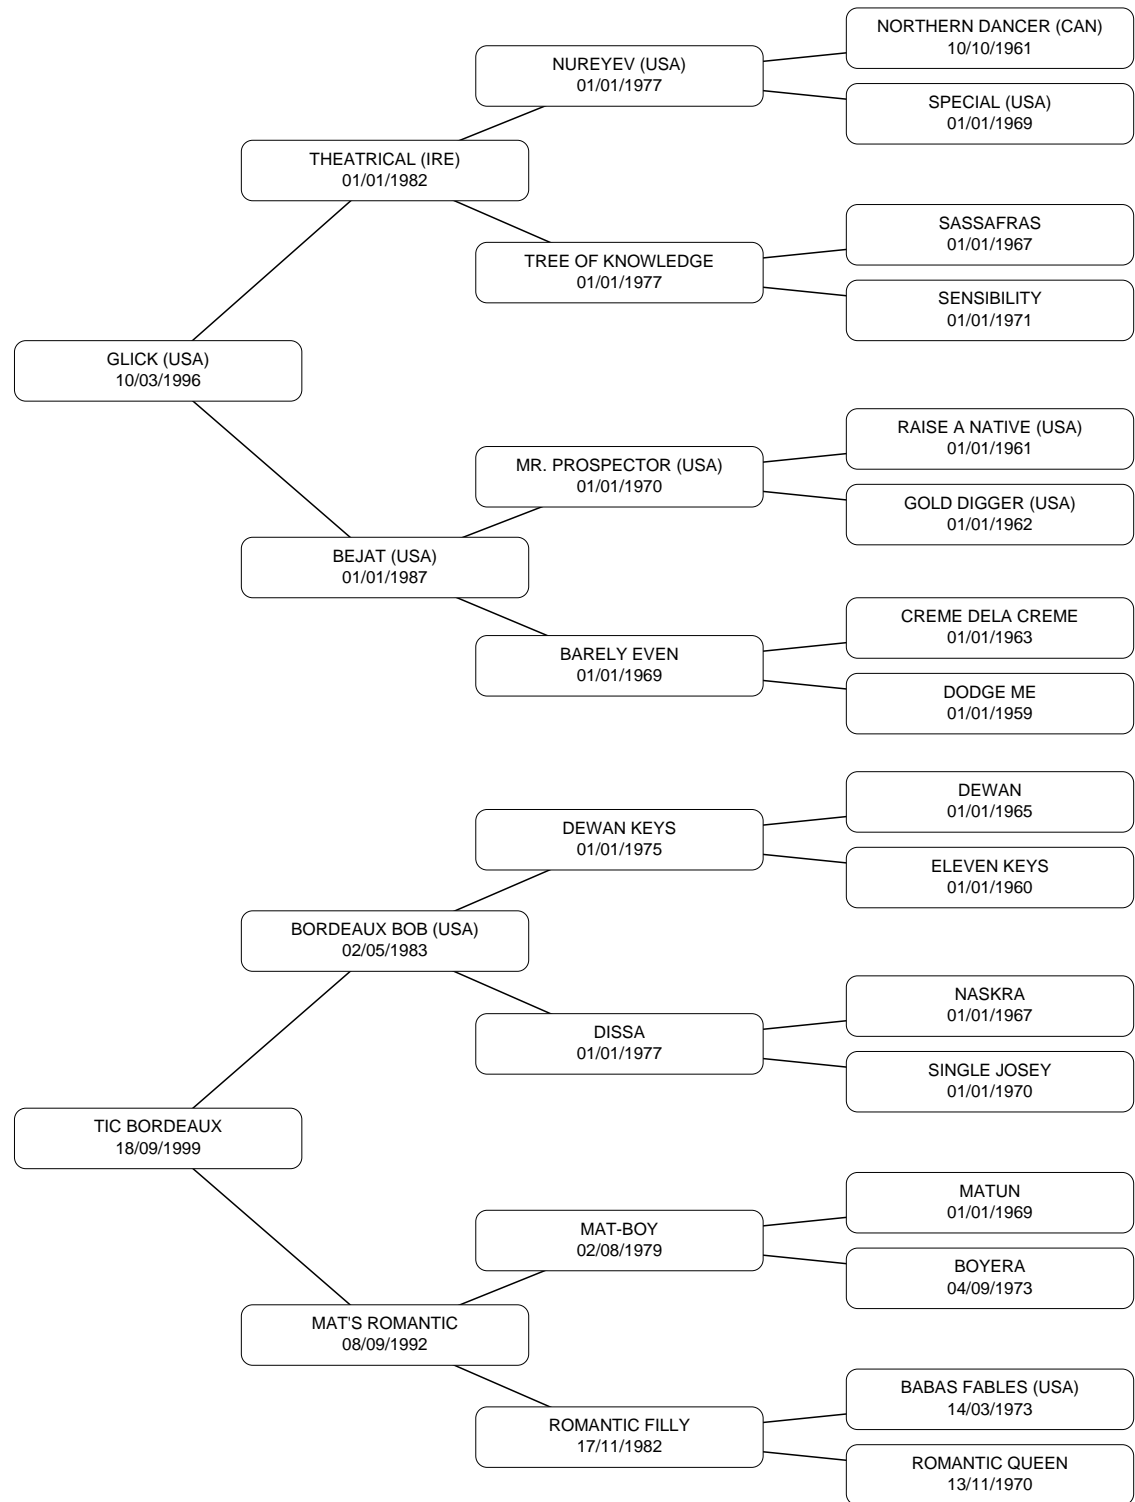 NORTHERN DANCER (CAN)
10/10/1961
NUREYEV (USA)
01/01/1977
SPECIAL (USA)
01/01/1969
THEATRICAL (IRE)
01/01/1982
SASSAFRAS
01/01/1967
TREE OF KNOWLEDGE
01/01/1977
SENSIBILITY
01/01/1971
GLICK (USA)
10/03/1996
RAISE A NATIVE (USA)
01/01/1961
MR. PROSPECTOR (USA)
01/01/1970
GOLD DIGGER (USA)
01/01/1962
BEJAT (USA)
01/01/1987
CREME DELA CREME
01/01/1963
BARELY EVEN
01/01/1969
DODGE ME
01/01/1959
DEWAN
01/01/1965
DEWAN KEYS
01/01/1975
ELEVEN KEYS
01/01/1960
BORDEAUX BOB (USA)
02/05/1983
NASKRA
01/01/1967
DISSA
01/01/1977
SINGLE JOSEY
01/01/1970
TIC BORDEAUX
18/09/1999
MATUN
01/01/1969
MAT-BOY
02/08/1979
BOYERA
04/09/1973
MAT'S ROMANTIC
08/09/1992
BABAS FABLES (USA)
14/03/1973
ROMANTIC FILLY
17/11/1982
ROMANTIC QUEEN
13/11/1970